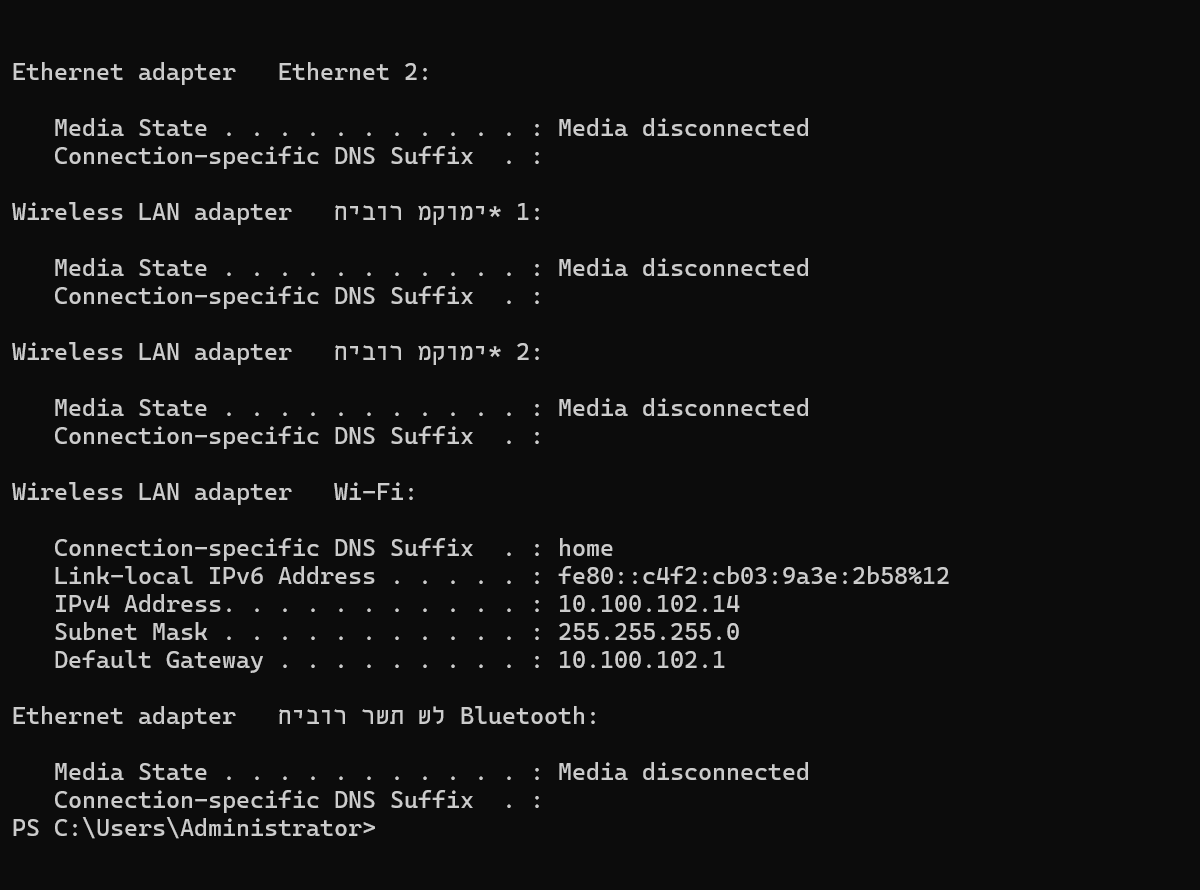 Ethernet adapter   Ethernet 2:
Media State . . . . . . . . . . . : Media disconnected
Connection-specific DNS Suffix  . :
Wireless LAN adapter   חיבור מקומי* 1:
Media State . . . . . . . . . . . : Media disconnected
Connection-specific DNS Suffix  . :
Wireless LAN adapter   חיבור מקומי* 2:
Media State . . . . . . . . . . . : Media disconnected
Connection-specific DNS Suffix  . :
Wireless LAN adapter   Wi-Fi:
Connection-specific DNS Suffix  . : home
Link-local IPv6 Address . . . . . : fe80::c4f2:cb03:9a3e:2b58%12
IPv4 Address. . . . . . . . . . . : 10.100.102.14
Subnet Mask . . . . . . . . . . . : 255.255.255.0
Default Gateway . . . . . . . . . : 10.100.102.1
Ethernet adapter   חיבור רשת של Bluetooth:
Media State . . . . . . . . . . . : Media disconnected
Connection-specific DNS Suffix  . :
PS C:\Users\Administrator>